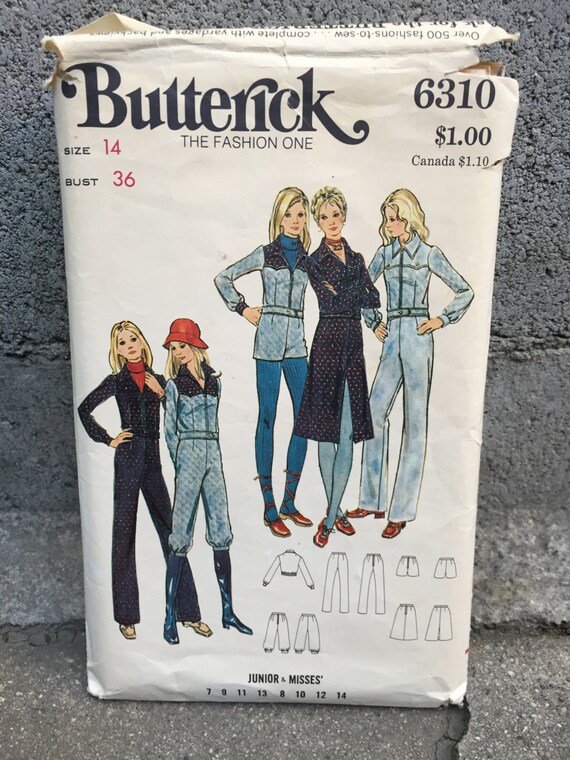 Over 500 fashions-to-sew . . . complete with yardages and backviews
Butterick
6310
THE FASHION ONE
$1.00
SIZE 14
Canada $1.10
BUST 36
JUNIOR & MISSES'
7 9 11 13 8 10 12 14